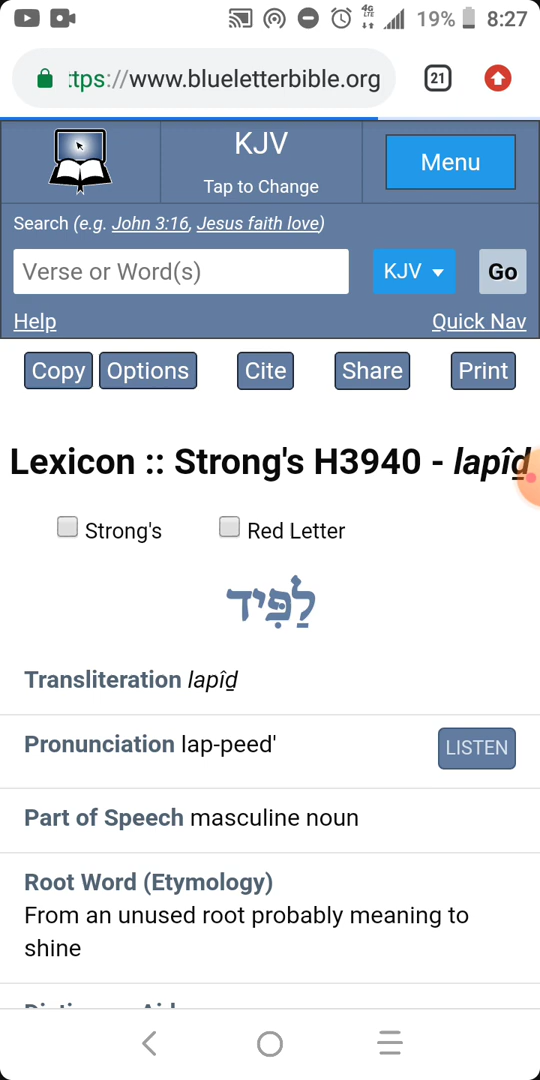 4G
LTE
19% 8:27
ttps://www.blueletterbible.org 21
KJV
Tap to Change
Menu
Search (e.g. John 3:16, Jesus faith love)
Verse or Word(s) KJV Go
Help Quick Nav
Copy Options Cite Share Print
Lexicon :: Strong's H3940 - lapîḏ
Strong's Red Letter
לַפִּיד
Transliteration lapîḏ
Pronunciation lap-peed' LISTEN
Part of Speech masculine noun
Root Word (Etymology)
From an unused root probably meaning to
shine